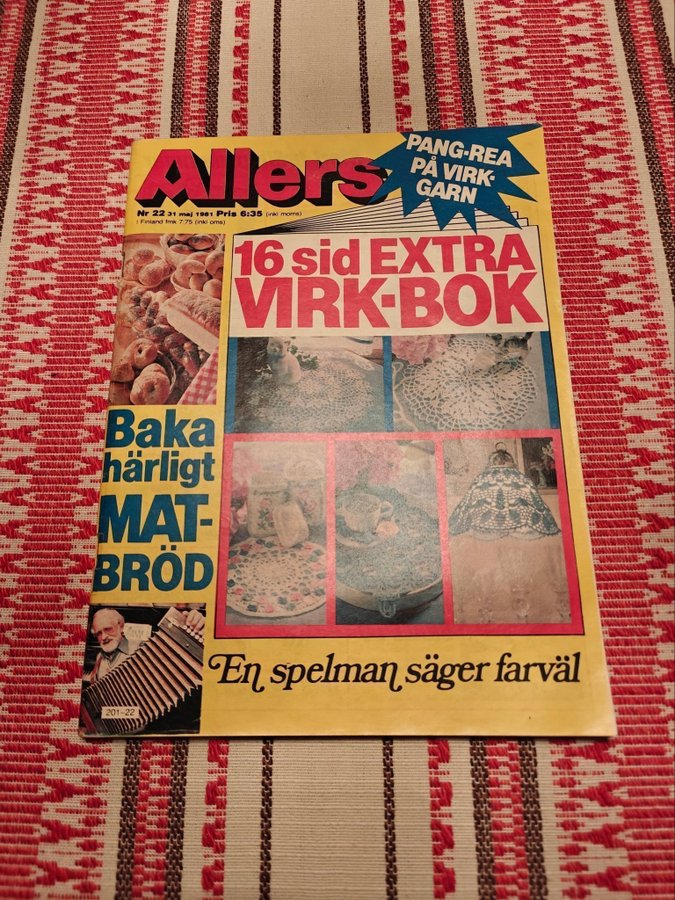 Allers
Nr 22 31 maj 1981 Pris 6:35 (inkl moms)
I Finland fmk 7:75 (inkl oms)
PANG-REA
PÅ VIRK-
GARN
16 sid EXTRA
VIRK-BOK
Baka
härligt
MAT-
BRÖD
En spelman säger farväl
201-22